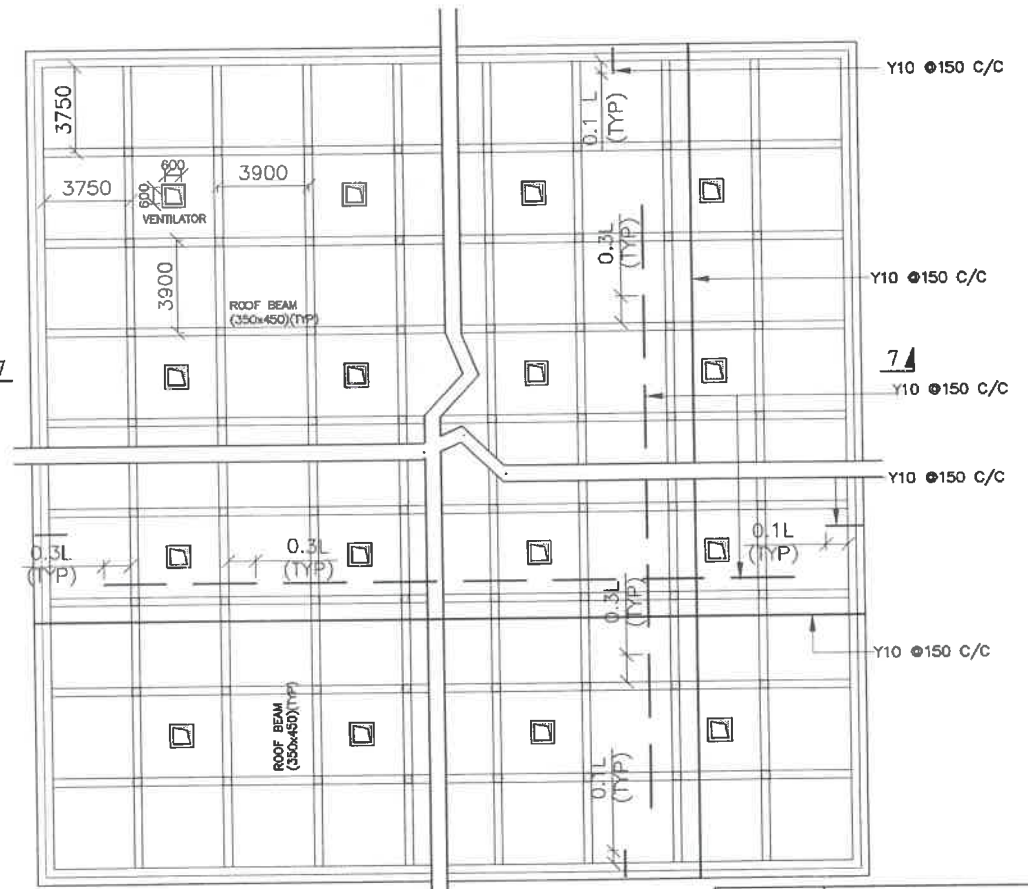 Y10 @150 C/C
3750
0.1 L
(TYP)
600
3750
3900
600
VENTILATOR
0.3L
(TYP)
Y10 @150 C/C
3900
ROOF BEAM
(350x450)(TYP)
7
7
Y10 @150 C/C
Y10 @150 C/C
0.3L
(TYP)
0.3L
(TYP)
0.1L
(TYP)
0.3L
(TYP)
Y10 @150 C/C
ROOF BEAM
(350x450)(TYP)
0.1L
(TYP)